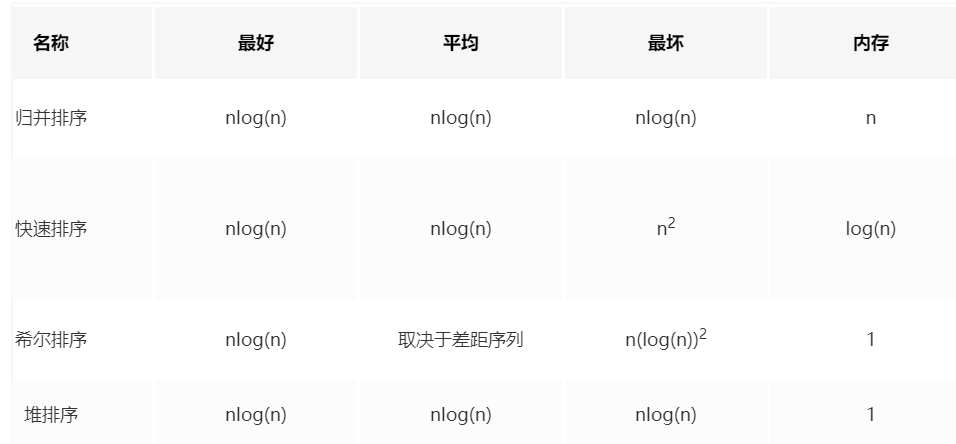 名称 最好 平均 最坏 内存
归并排序 nlog(n) nlog(n) nlog(n) n
快速排序 nlog(n) nlog(n) n² log(n)
希尔排序 nlog(n) 取决于差距序列 n(log(n))² 1
堆排序 nlog(n) nlog(n) nlog(n) 1